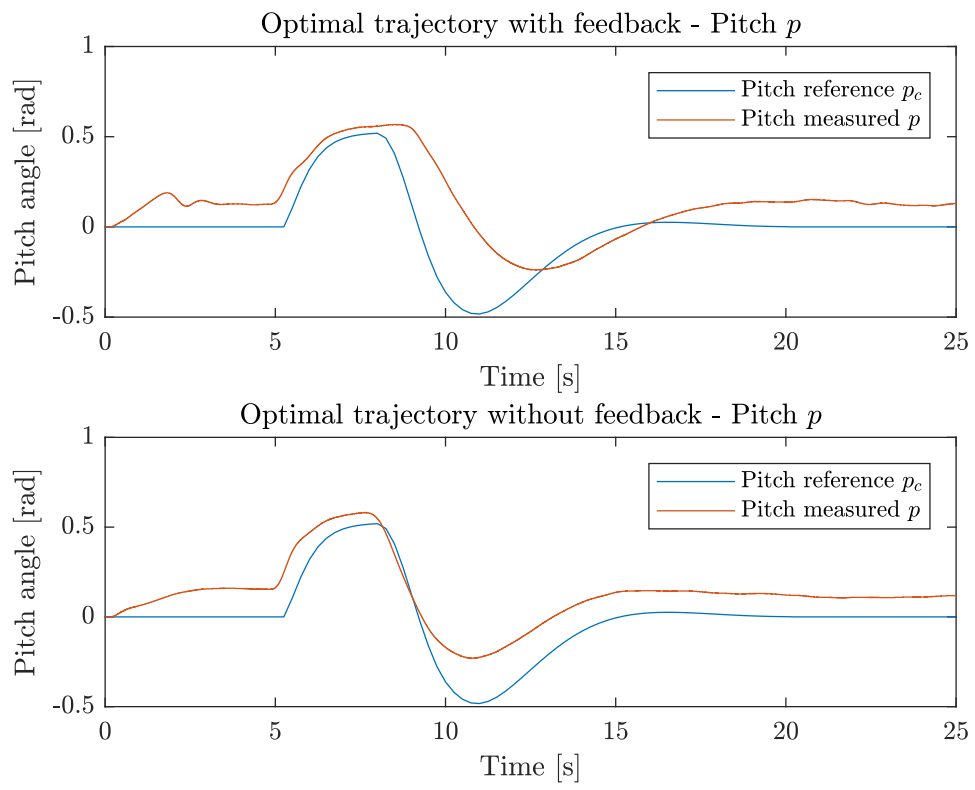 Optimal trajectory with feedback - Pitch p
1
0.5
0
-0.5
Pitch angle [rad]
Pitch reference p_c
Pitch measured p
0 5 10 15 20 25
Time [s]
Optimal trajectory without feedback - Pitch p
1
0.5
0
-0.5
Pitch angle [rad]
Pitch reference p_c
Pitch measured p
0 5 10 15 20 25
Time [s]